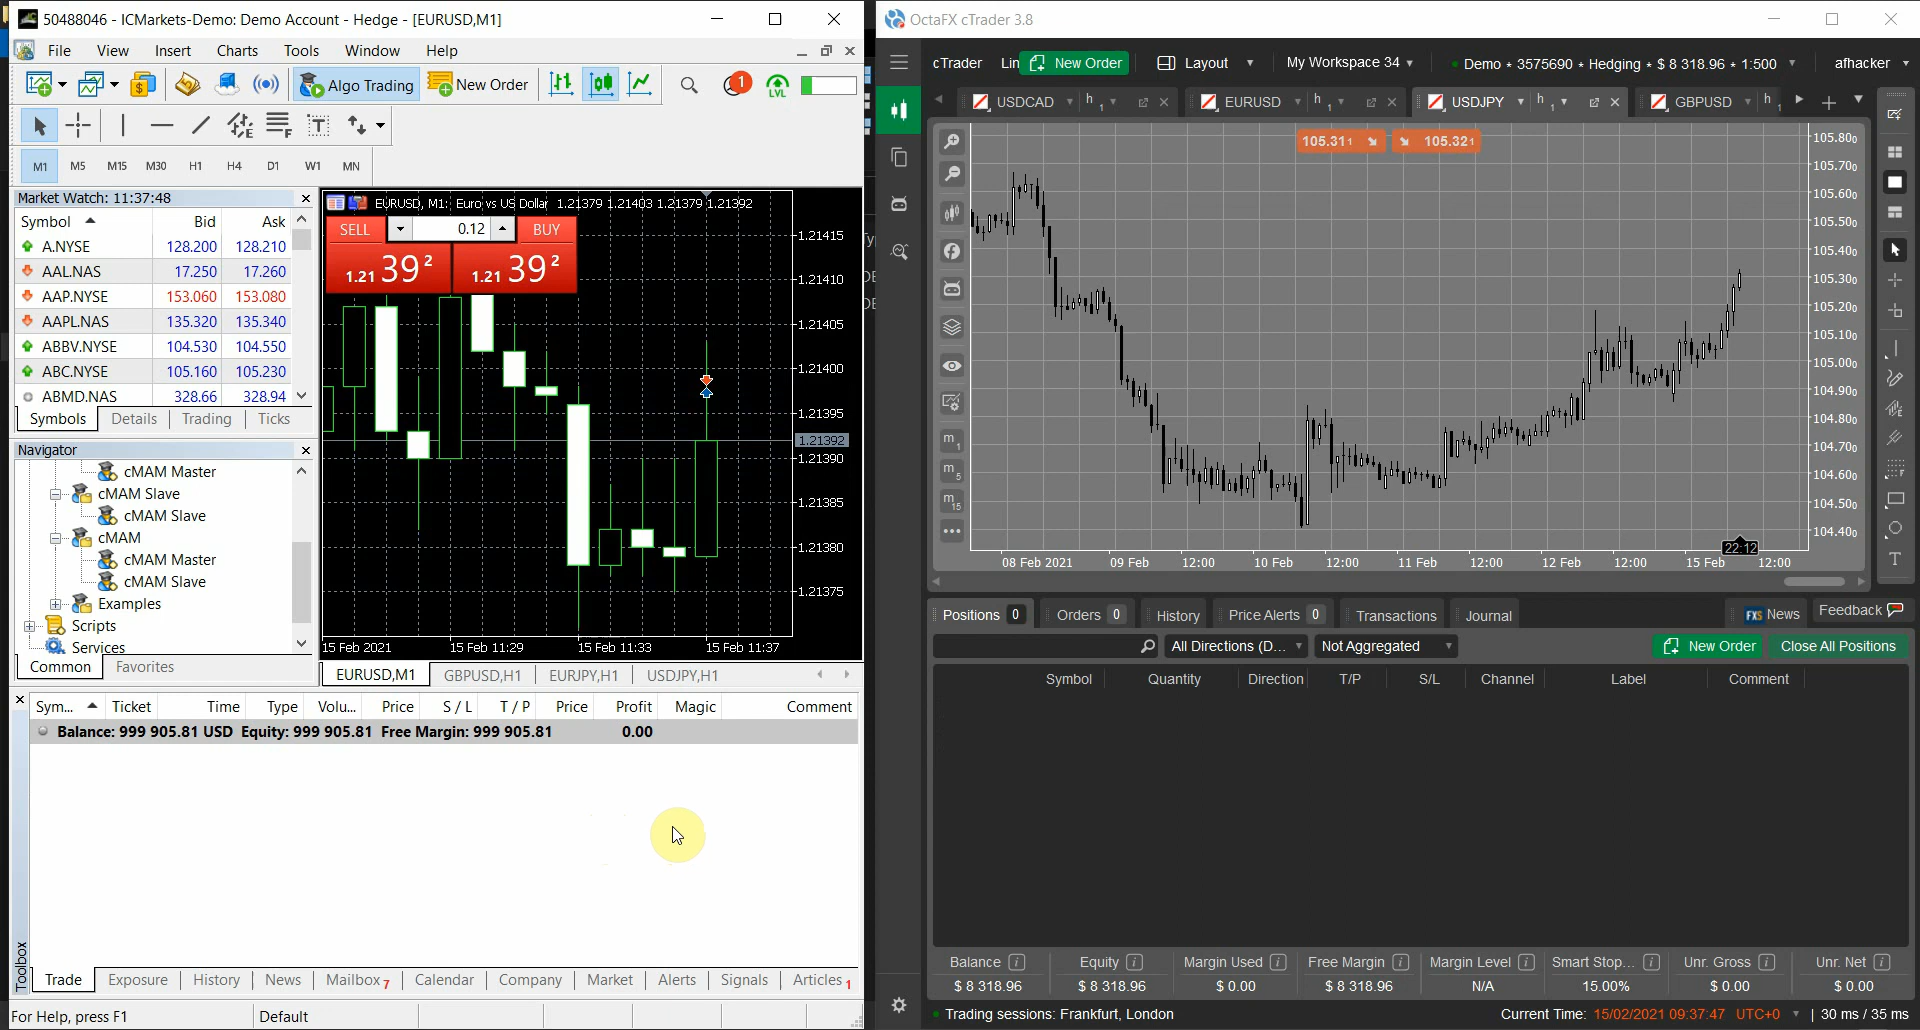 50488046 - ICMarkets-Demo: Demo Account - Hedge - [EURUSD,M1]
File View Insert Charts Tools Window Help
Algo Trading New Order 1 LVL
M1 M5 M15 M30 H1 H4 D1 W1 MN
Market Watch: 11:37:48
Symbol Bid Ask
A.NYSE 128.200 128.210
AAL.NAS 17.250 17.260
AAP.NYSE 153.060 153.080
AAPL.NAS 135.320 135.340
ABBV.NYSE 104.530 104.550
ABC.NYSE 105.160 105.230
ABMD.NAS 328.66 328.94
Symbols Details Trading Ticks
Navigator
cMAM Master
cMAM Slave
cMAM Slave
cMAM
cMAM Master
cMAM Slave
Examples
Scripts
Services
Common Favorites
EURUSD, M1: Euro vs US Dollar 1.21379 1.21403 1.21379 1.21392
SELL 0.12 BUY
1.21 39 2 1.21 39 2
1.21415
1.21410
1.21405
1.21400
1.21395
1.21392
1.21390
1.21385
1.21380
1.21375
15 Feb 2021 15 Feb 11:29 15 Feb 11:33 15 Feb 11:37
EURUSD,M1 GBPUSD,H1 EURJPY,H1 USDJPY,H1
Sym... Ticket Time Type Volu... Price S / L T / P Price Profit Magic Comment
Balance: 999 905.81 USD Equity: 999 905.81 Free Margin: 999 905.81 0.00
Toolbox
Trade Exposure History News Mailbox 7 Calendar Company Market Alerts Signals Articles 1
For Help, press F1 Default
OctaFX cTrader 3.8
cTrader Lin New Order Layout My Workspace 34 Demo • 3575690 • Hedging • $ 8 318.96 • 1:500 afhacker
USDCAD h 1 EURUSD h 1 USDJPY h 1 GBPUSD h
105.311 105.321
m1
m5
m15
T
105.800
105.700
105.600
105.500
105.400
105.300
105.200
105.100
105.000
104.900
104.800
104.700
104.600
104.500
104.400
22:12
08 Feb 2021 09 Feb 12:00 10 Feb 12:00 11 Feb 12:00 12 Feb 12:00 15 Feb 12:00
Positions 0 Orders 0 History Price Alerts 0 Transactions Journal FXS News Feedback
All Directions (D... Not Aggregated New Order Close All Positions
Symbol Quantity Direction T/P S/L Channel Label Comment
Balance Equity Margin Used Free Margin Margin Level Smart Stop... Unr. Gross Unr. Net
$ 8 318.96 $ 8 318.96 $ 0.00 $ 8 318.96 N/A 15.00% $ 0.00 $ 0.00
Trading sessions: Frankfurt, London Current Time: 15/02/2021 09:37:47 UTC+0 | 30 ms / 35 ms